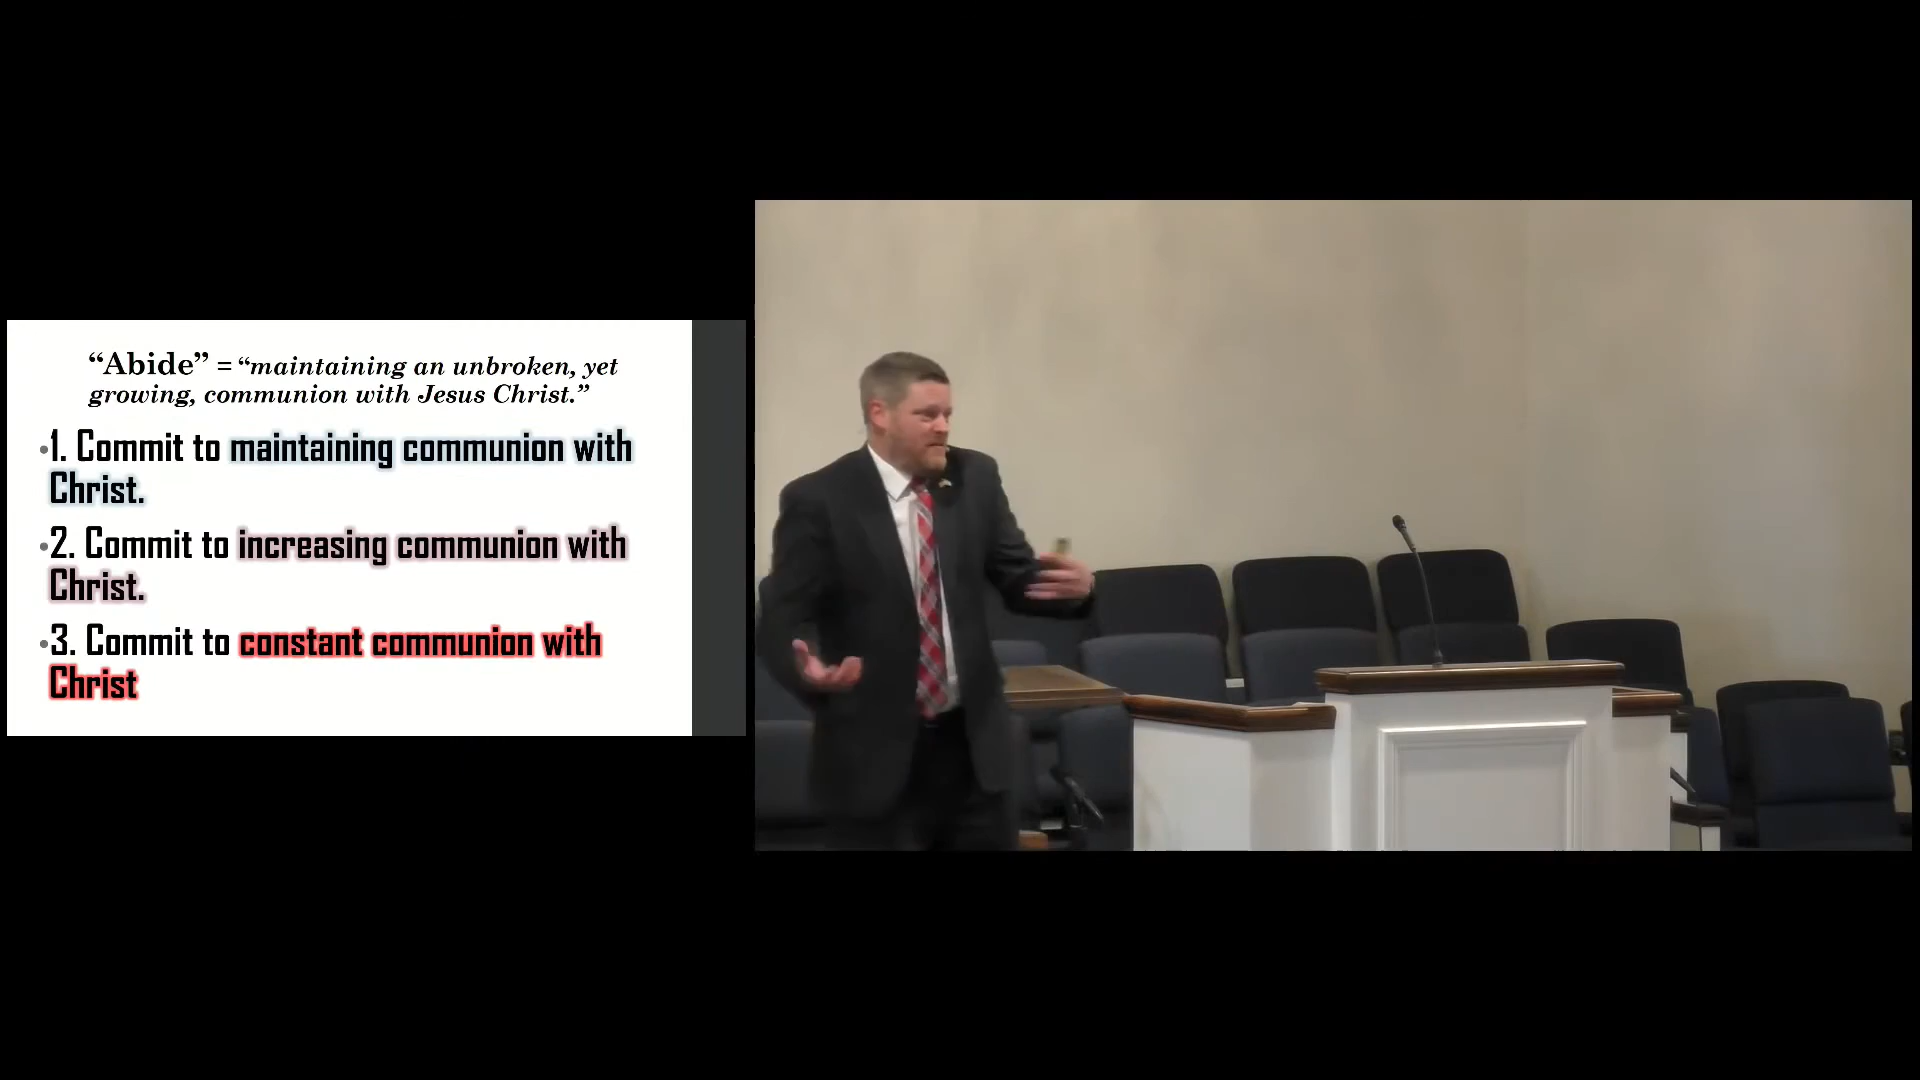 “Abide” = “maintaining an unbroken, yet
growing, communion with Jesus Christ.”
•1. Commit to maintaining communion with
Christ.
•2. Commit to increasing communion with
Christ.
•3. Commit to constant communion with
Christ